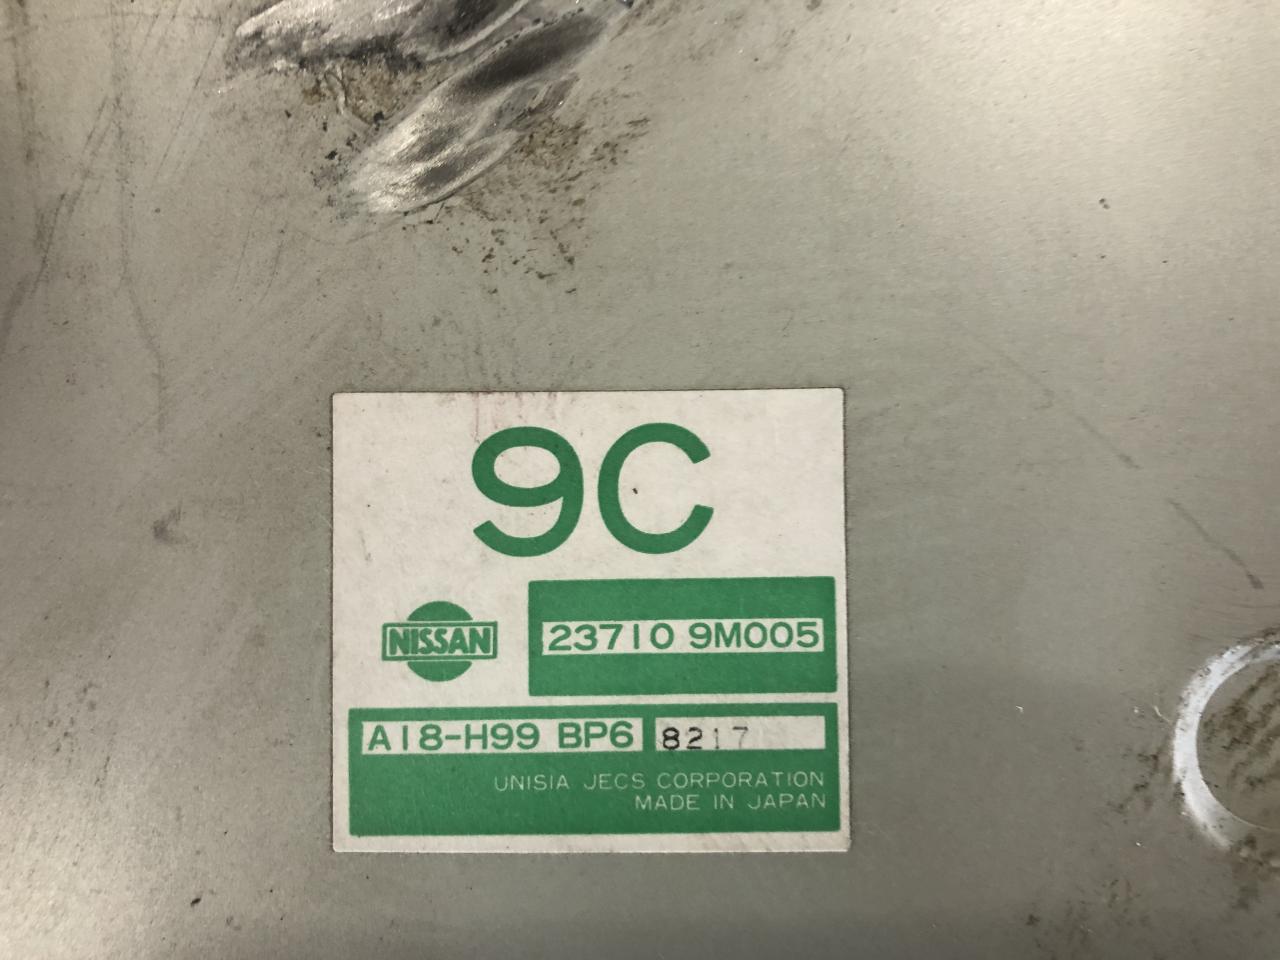 9C
NISSAN
23710 9M005
A18-H99 BP6 8217
UNISIA JECS CORPORATION
MADE IN JAPAN